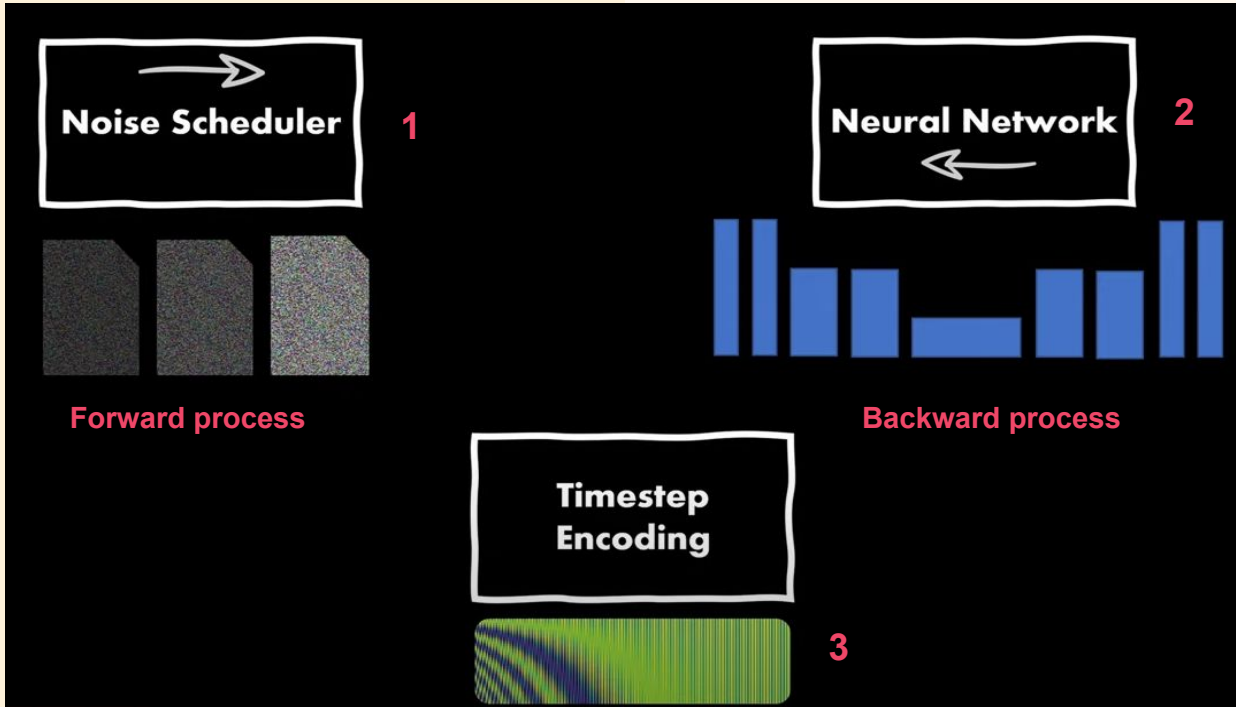 Noise Scheduler
1
Neural Network
2
Forward process
Backward process
Timestep
Encoding
3